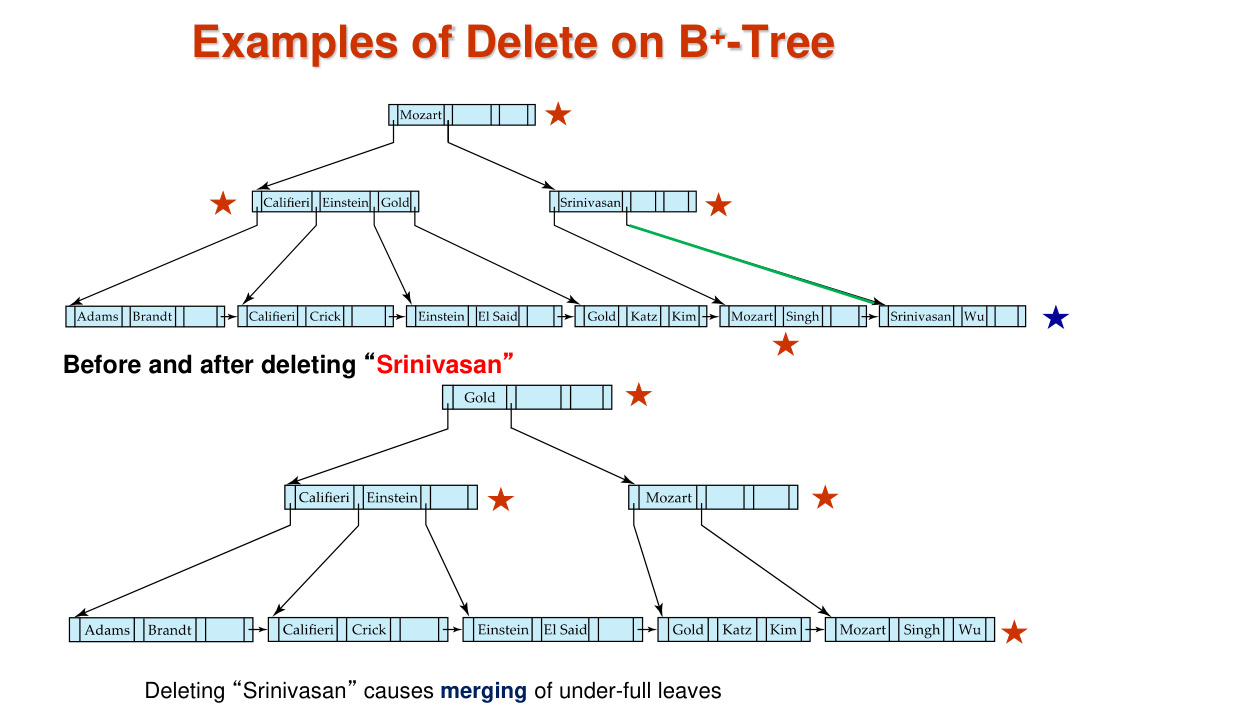 Examples of Delete on B+-Tree
Mozart
Califieri Einstein Gold Srinivasan
Adams Brandt Califieri Crick Einstein El Said Gold Katz Kim Mozart Singh Srinivasan Wu
Before and after deleting “Srinivasan”
Gold
Califieri Einstein Mozart
Adams Brandt Califieri Crick Einstein El Said Gold Katz Kim Mozart Singh Wu
Deleting “Srinivasan” causes merging of under-full leaves